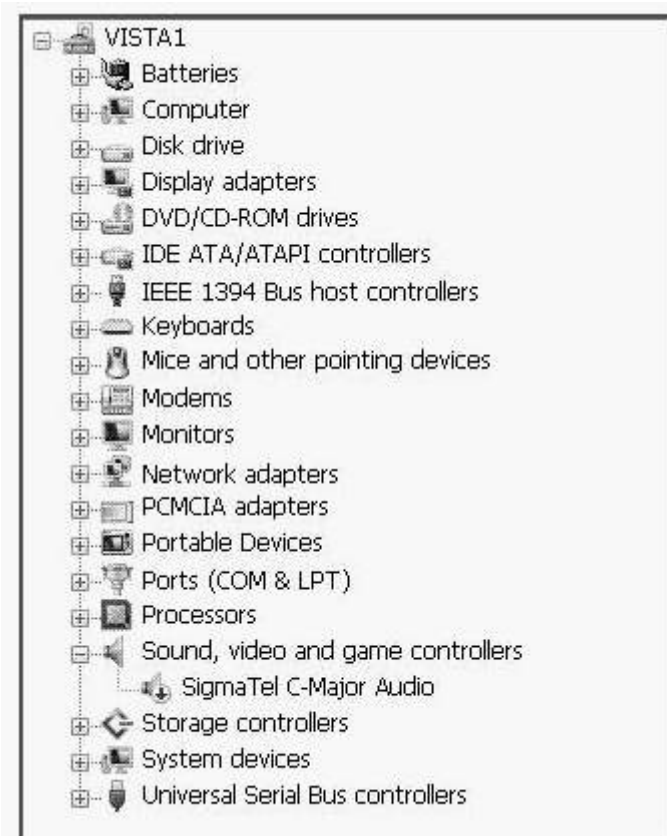 VISTA1
Batteries
Computer
Disk drive
Display adapters
DVD/CD-ROM drives
IDE ATA/ATAPI controllers
IEEE 1394 Bus host controllers
Keyboards
Mice and other pointing devices
Modems
Monitors
Network adapters
PCMCIA adapters
Portable Devices
Ports (COM & LPT)
Processors
Sound, video and game controllers
SigmaTel C-Major Audio
Storage controllers
System devices
Universal Serial Bus controllers